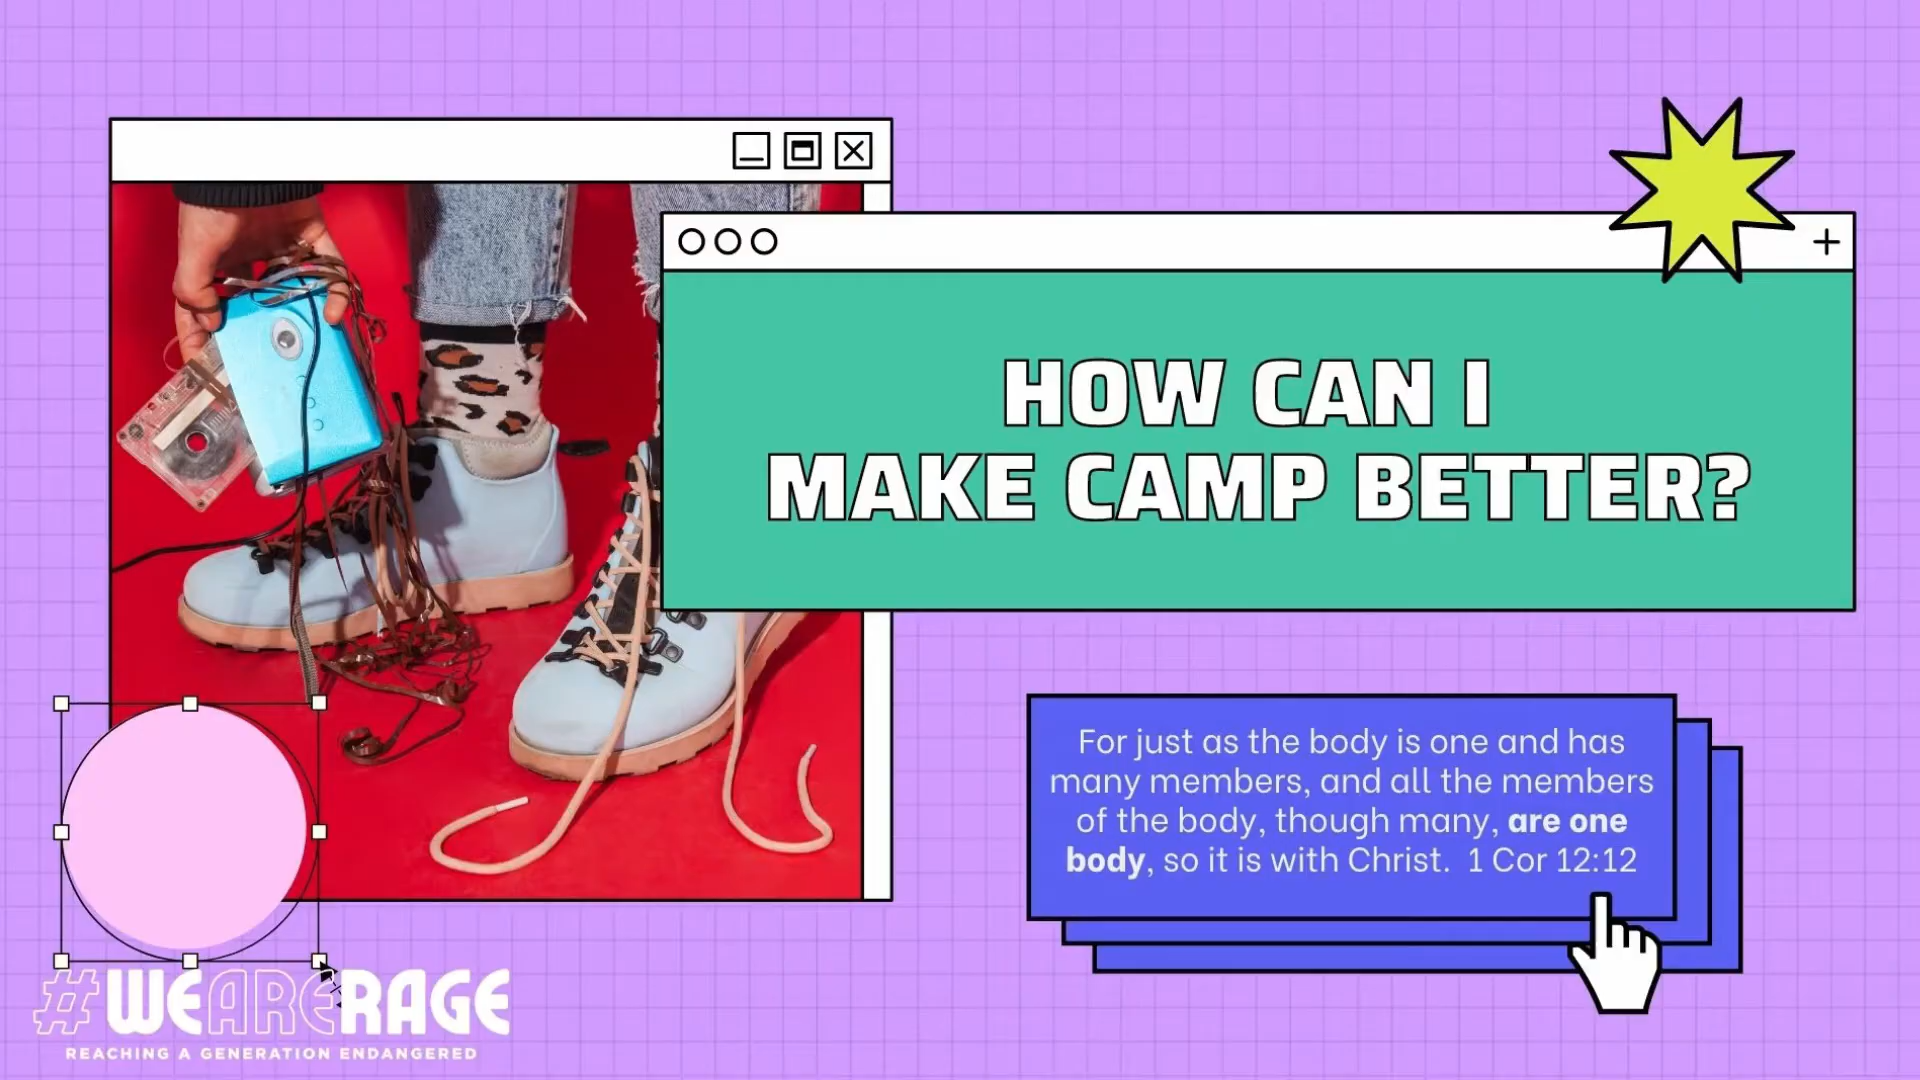 HOW CAN I
MAKE CAMP BETTER?
For just as the body is one and has
many members, and all the members
of the body, though many, are one
body, so it is with Christ.  1 Cor 12:12
#WEARERAGE
REACHING A GENERATION ENDANGERED